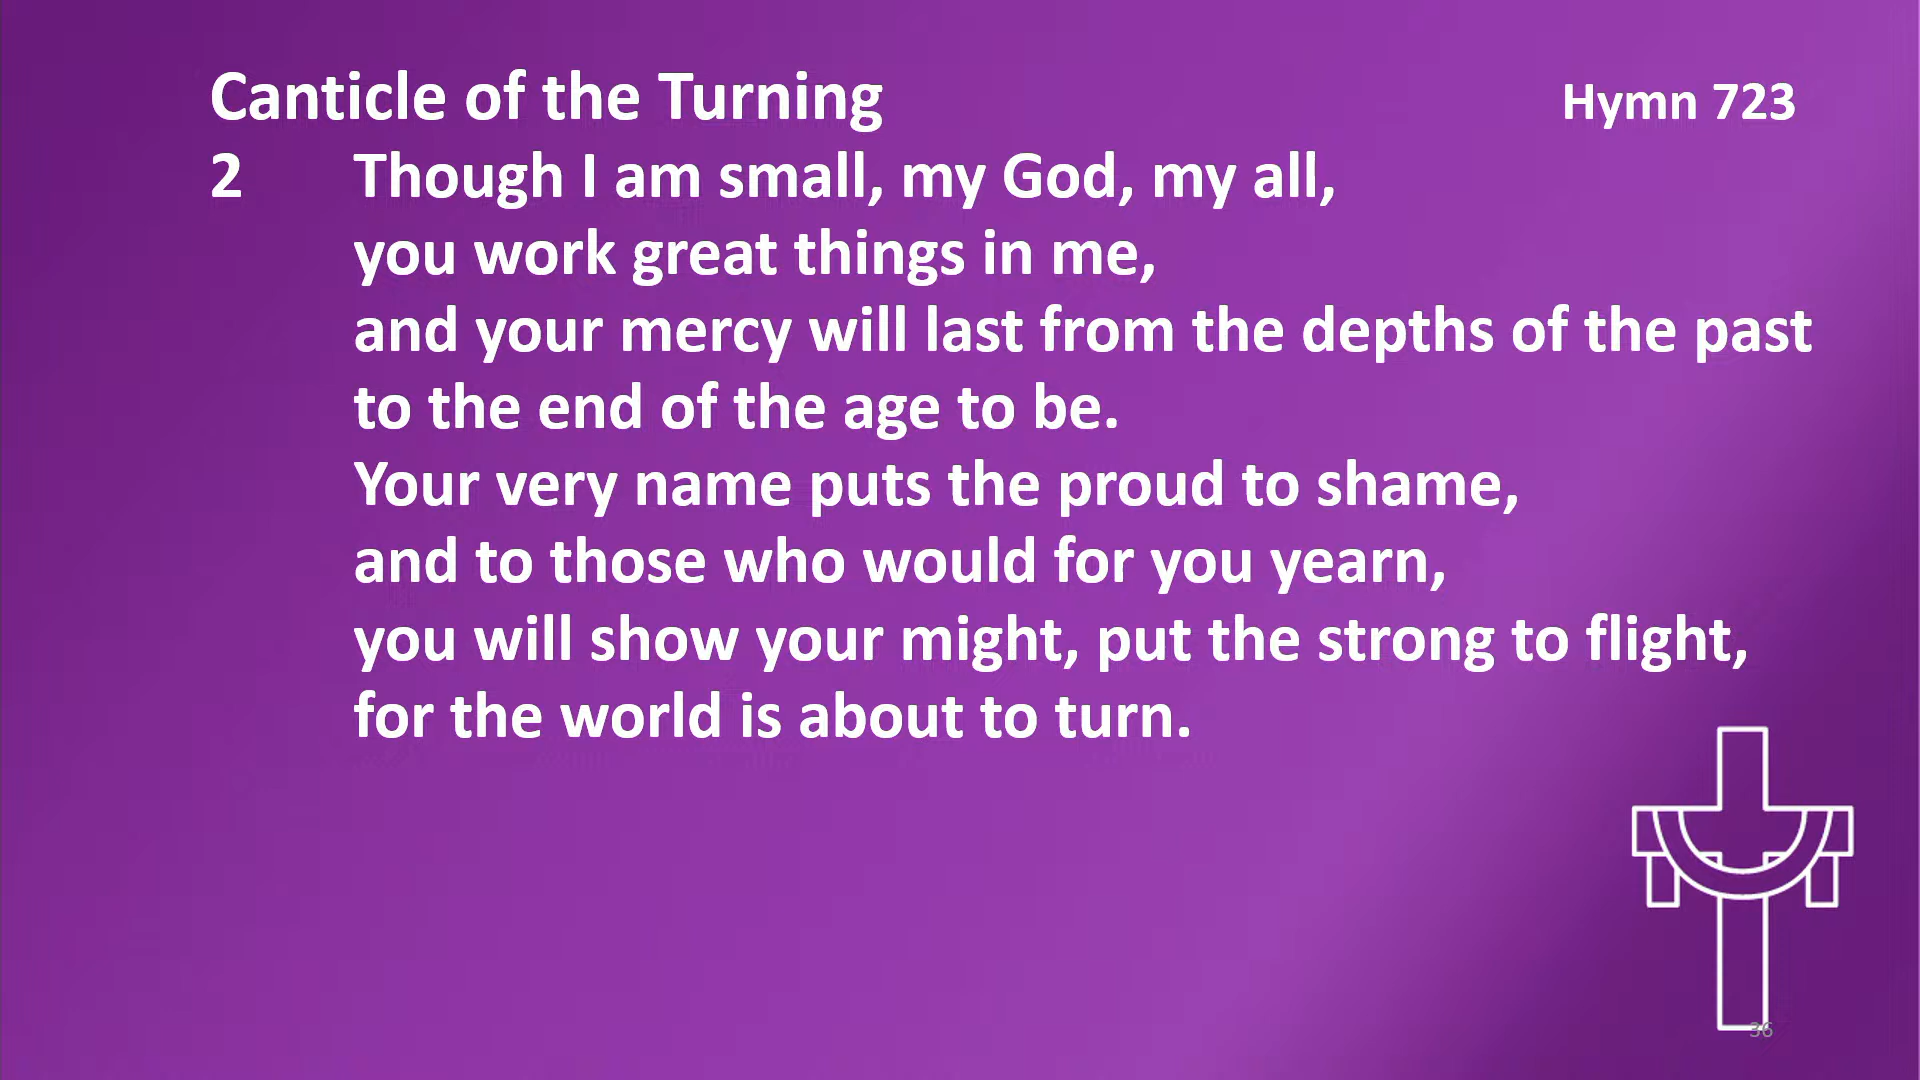 Canticle of the Turning Hymn 723
2 Though I am small, my God, my all,
you work great things in me,
and your mercy will last from the depths of the past
to the end of the age to be.
Your very name puts the proud to shame,
and to those who would for you yearn,
you will show your might, put the strong to flight,
for the world is about to turn.
36